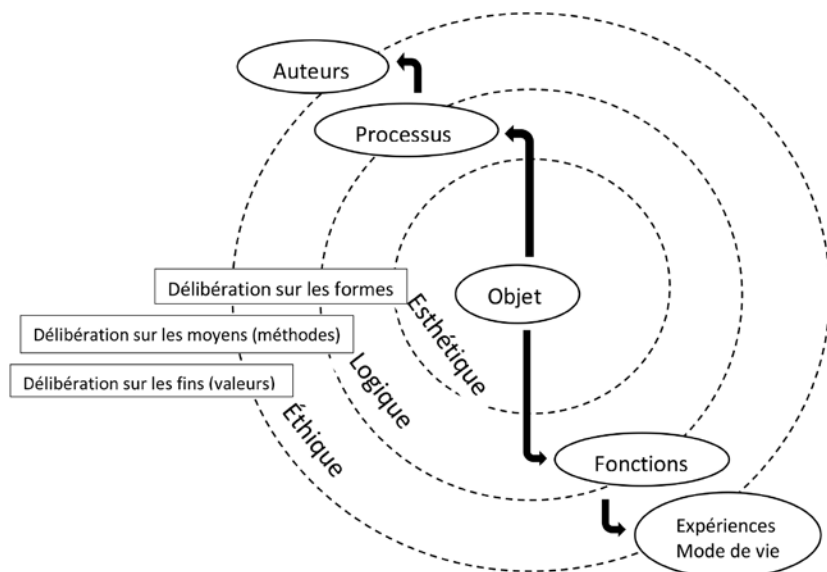 Auteurs
Processus
Objet
Délibération sur les formes
Délibération sur les moyens (méthodes)
Délibération sur les fins (valeurs)
Esthétique
Logique
Éthique
Fonctions
Expériences
Mode de vie